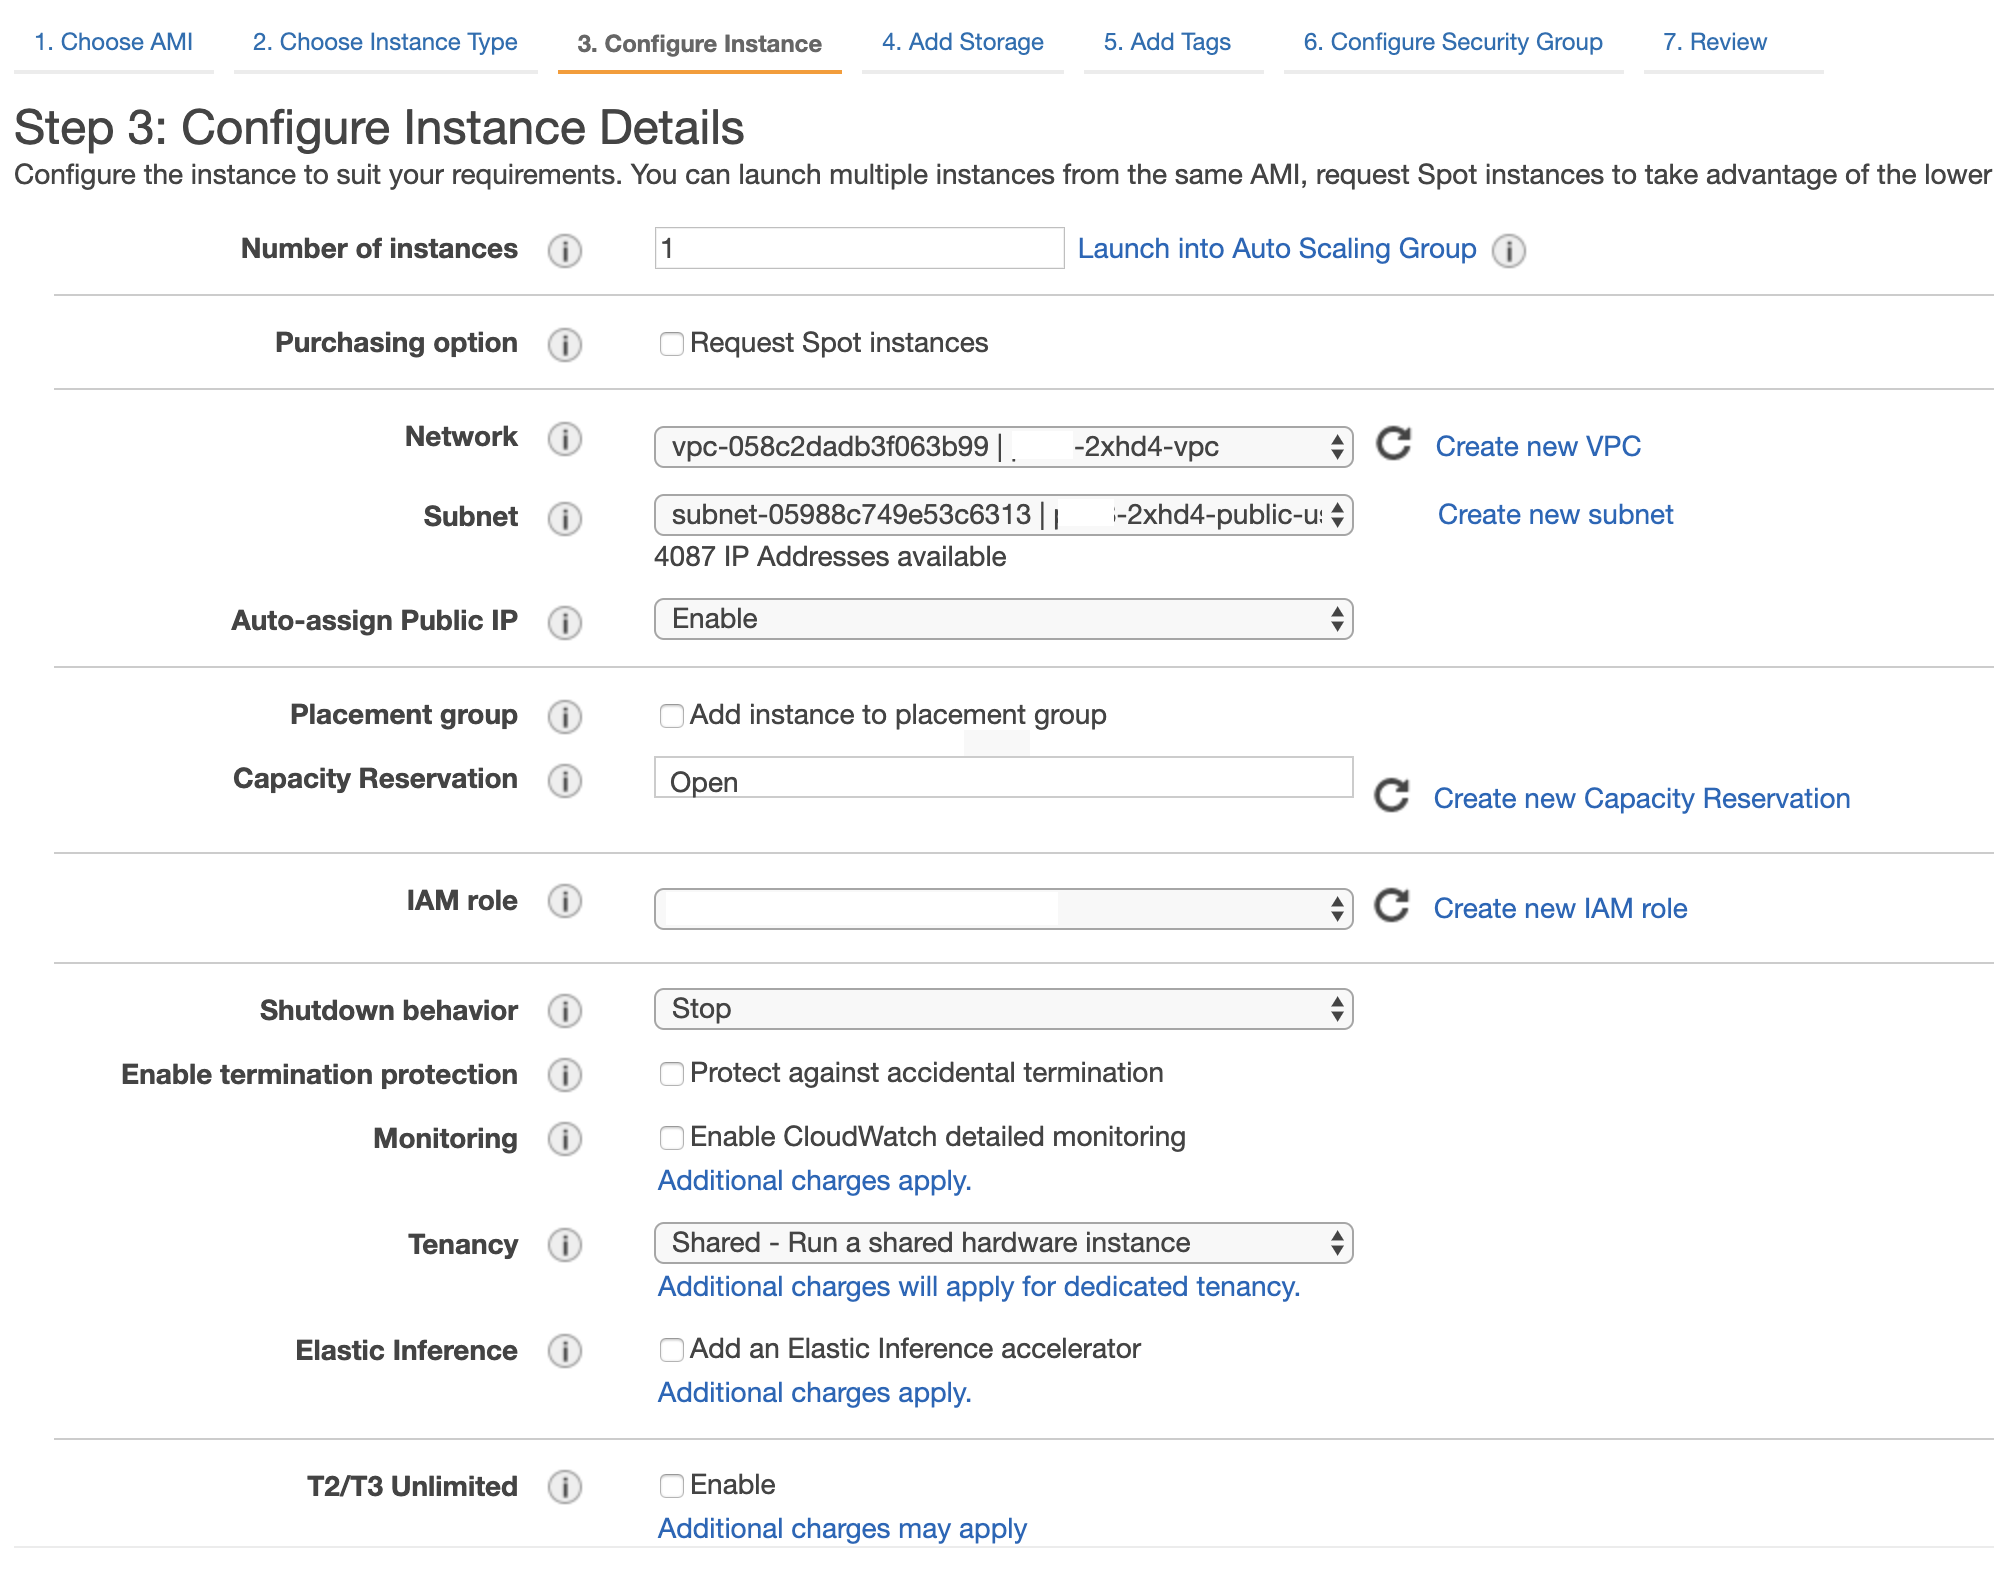 1. Choose AMI 2. Choose Instance Type 3. Configure Instance 4. Add Storage 5. Add Tags 6. Configure Security Group 7. Review
Step 3: Configure Instance Details
Configure the instance to suit your requirements. You can launch multiple instances from the same AMI, request Spot instances to take advantage of the lower
Number of instances 1 Launch into Auto Scaling Group
Purchasing option Request Spot instances
Network vpc-058c2dadb3f063b99 | -2xhd4-vpc Create new VPC
Subnet subnet-05988c749e53c6313 | -2xhd4-public- Create new subnet
4087 IP Addresses available
Auto-assign Public IP Enable
Placement group Add instance to placement group
Capacity Reservation Open Create new Capacity Reservation
IAM role Create new IAM role
Shutdown behavior Stop
Enable termination protection Protect against accidental termination
Monitoring Enable CloudWatch detailed monitoring
Additional charges apply.
Tenancy Shared - Run a shared hardware instance
Additional charges will apply for dedicated tenancy.
Elastic Inference Add an Elastic Inference accelerator
Additional charges apply.
T2/T3 Unlimited Enable
Additional charges may apply